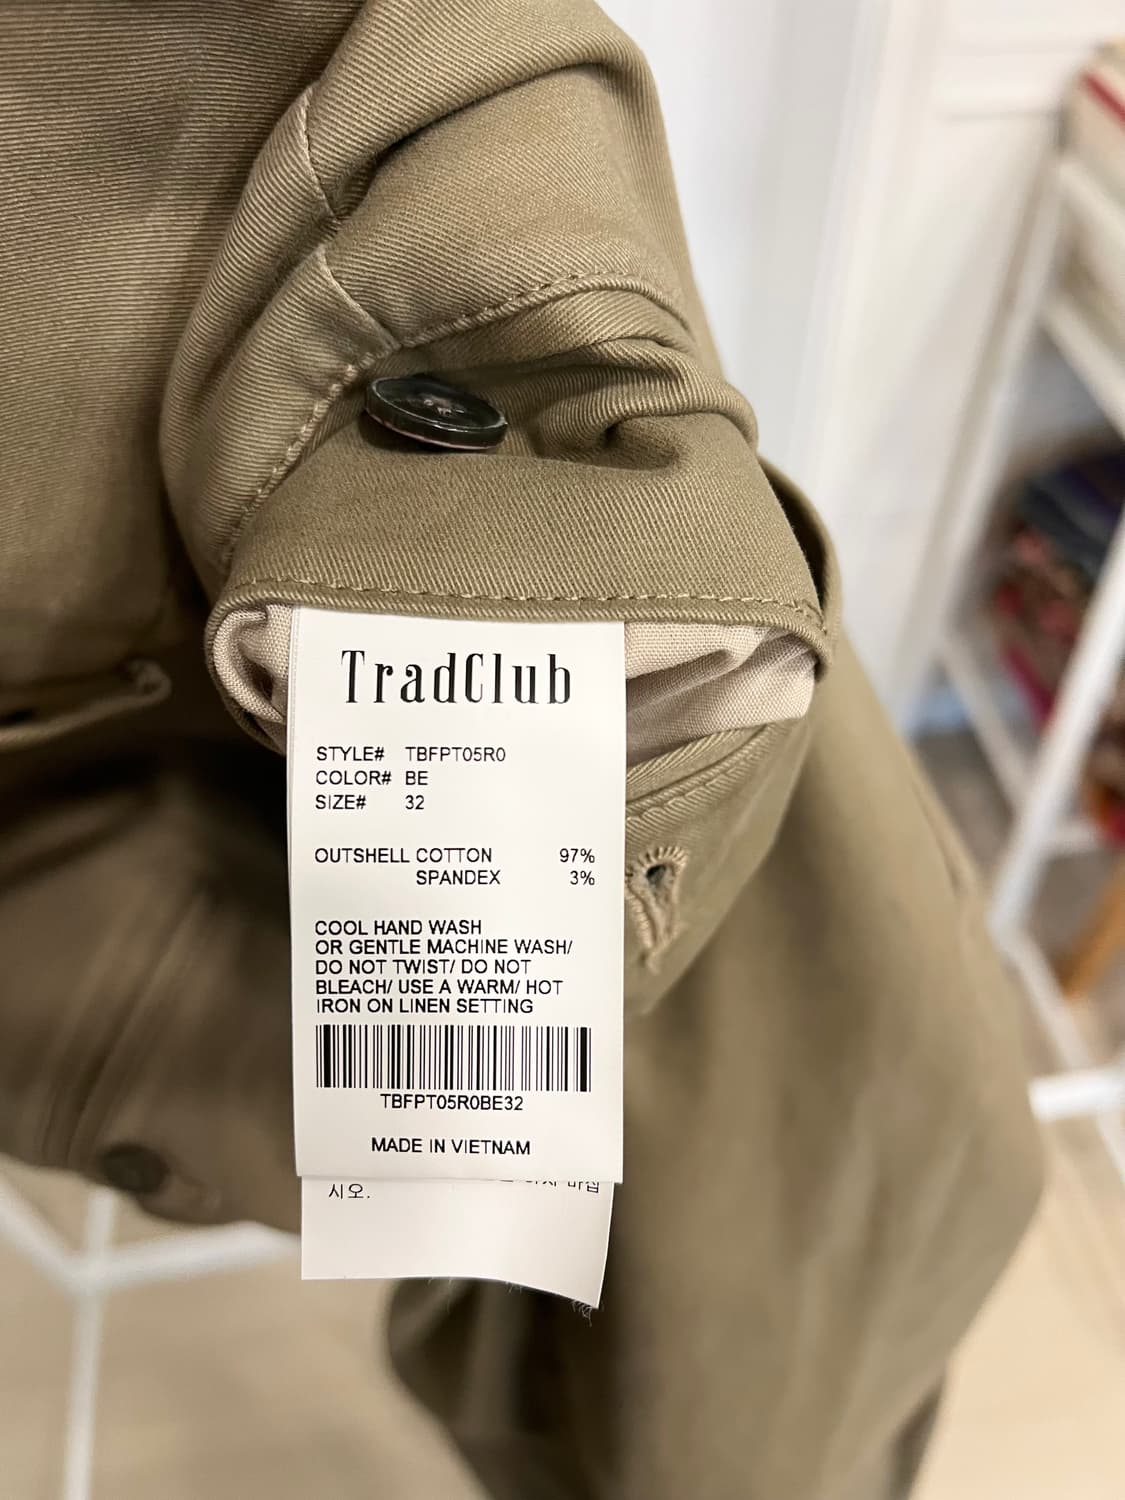 TradClub
STYLE# TBFPT05R0
COLOR# BE
SIZE# 32
OUTSHELL COTTON 97%
SPANDEX 3%
COOL HAND WASH
OR GENTLE MACHINE WASH/
DO NOT TWIST/ DO NOT
BLEACH/ USE A WARM/ HOT
IRON ON LINEN SETTING
TBFPT05R0BE32
MADE IN VIETNAM
마십
시오.